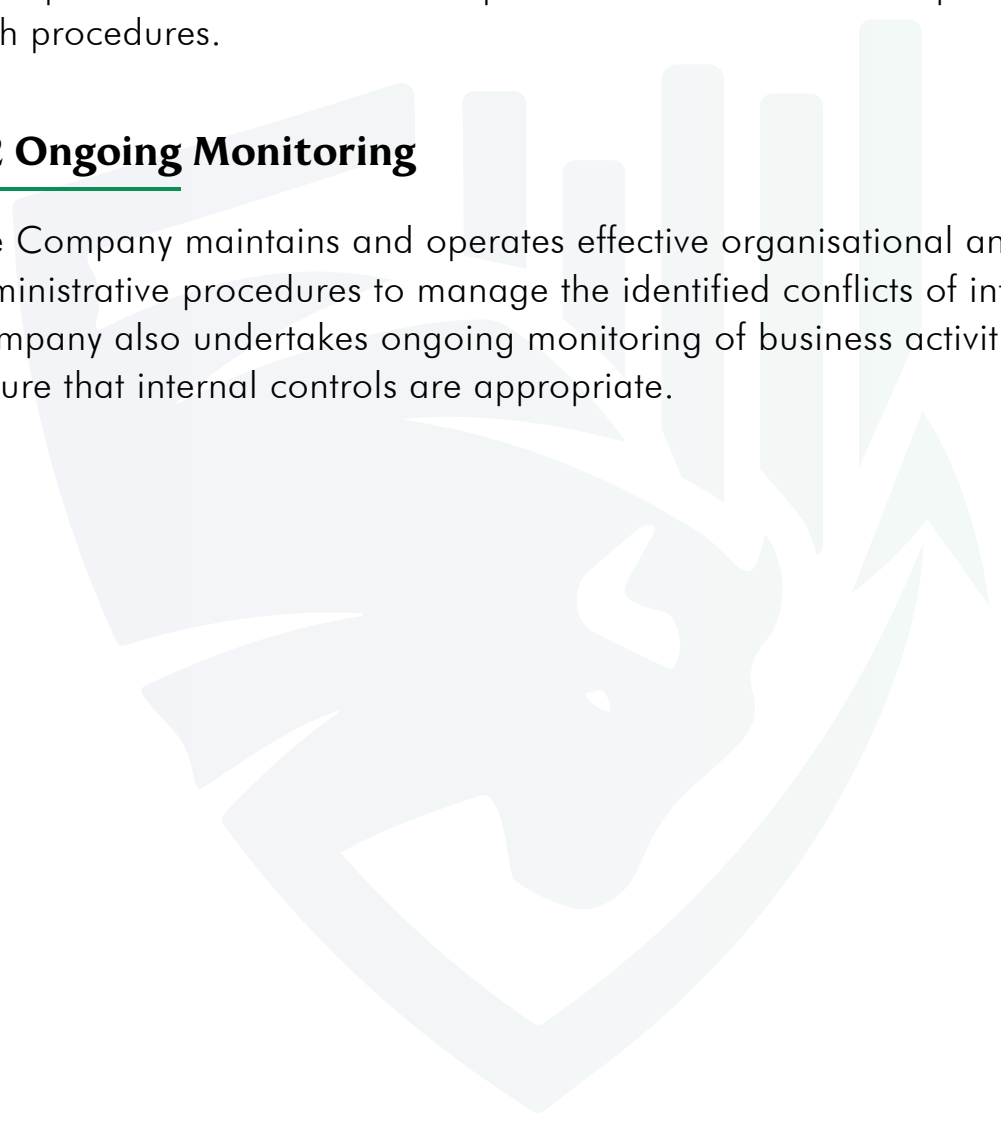 h procedures.
2 Ongoing Monitoring
e Company maintains and operates effective organisational an
ministrative procedures to manage the identified conflicts of int
mpany also undertakes ongoing monitoring of business activit
ure that internal controls are appropriate.